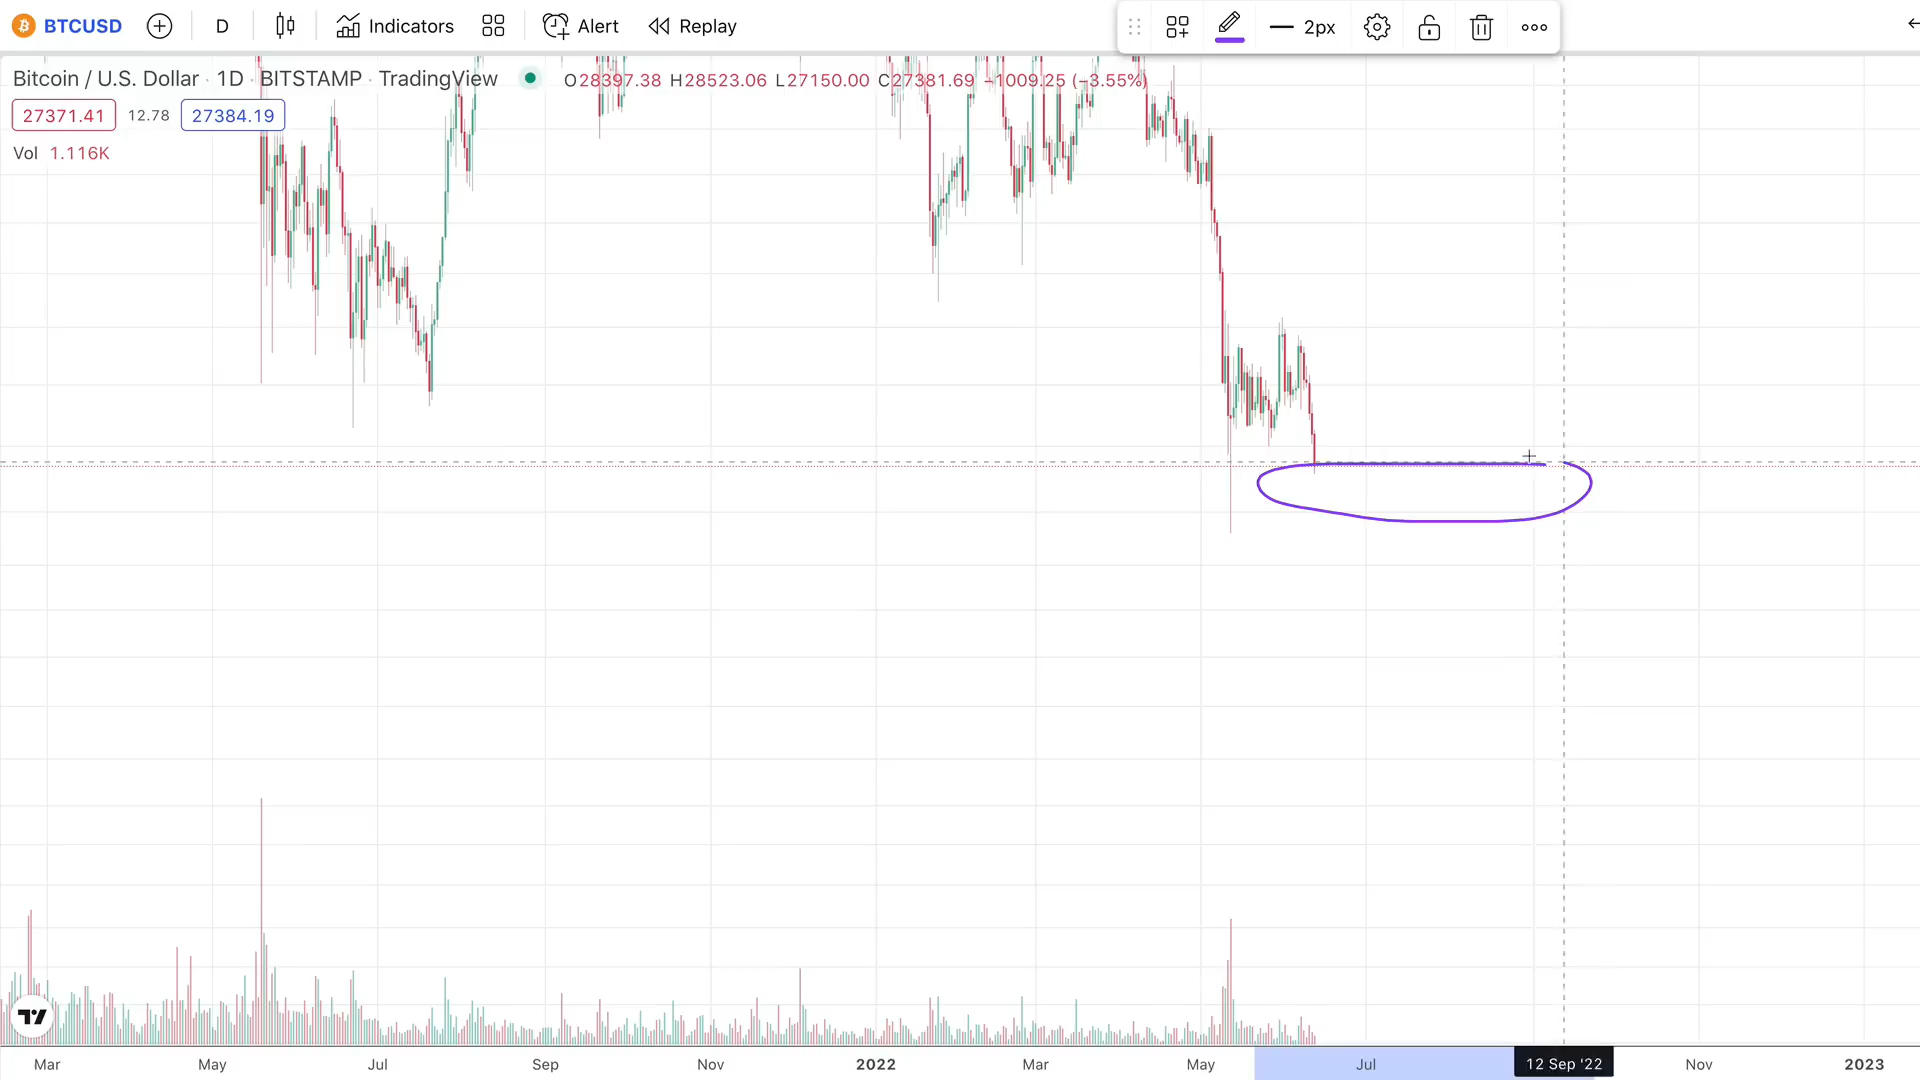 BTCUSD D Indicators Alert Replay 2px
Bitcoin / U.S. Dollar · 1D · BITSTAMP · TradingView O28397.38 H28523.06 L27150.00 C27381.69 −1009.25 (−3.55%)
27371.41 12.78 27384.19
Vol 1.116K
Mar May Jul Sep Nov 2022 Mar May Jul 12 Sep '22 Nov 2023